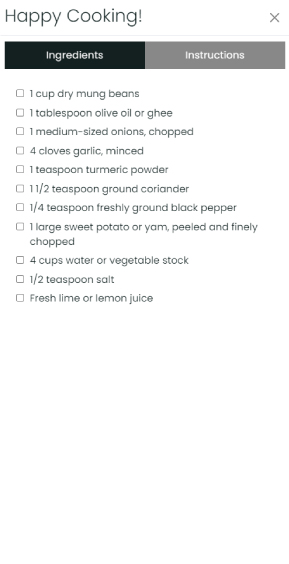 Happy Cooking!
Ingredients
Instructions
1 cup dry mung beans
1 tablespoon olive oil or ghee
1 medium-sized onions, chopped
4 cloves garlic, minced
1 teaspoon turmeric powder
1 1/2 teaspoon ground coriander
1/4 teaspoon freshly ground black pepper
1 large sweet potato or yam, peeled and finely
chopped
4 cups water or vegetable stock
1/2 teaspoon salt
Fresh lime or lemon juice